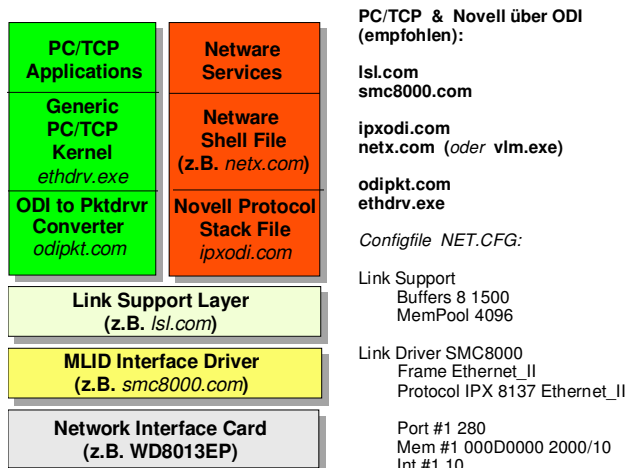 PC/TCP
Applications
Generic
PC/TCP
Kernel
ethdrv.exe
ODI to Pktdrvr
Converter
odipkt.com
Netware
Services
Netware
Shell File
(z.B. netx.com)
Novell Protocol
Stack File
ipxodi.com
Link Support Layer
(z.B. lsl.com)
MLID Interface Driver
(z.B. smc8000.com)
Network Interface Card
(z.B. WD8013EP)
PC/TCP & Novell über ODI
(empfohlen):
lsl.com
smc8000.com
ipxodi.com
netx.com (oder vlm.exe)
odipkt.com
ethdrv.exe
Configfile NET.CFG:
Link Support
Buffers 8 1500
MemPool 4096
Link Driver SMC8000
Frame Ethernet_II
Protocol IPX 8137 Ethernet_II
Port #1 280
Mem #1 000D0000 2000/10
Int #1 10